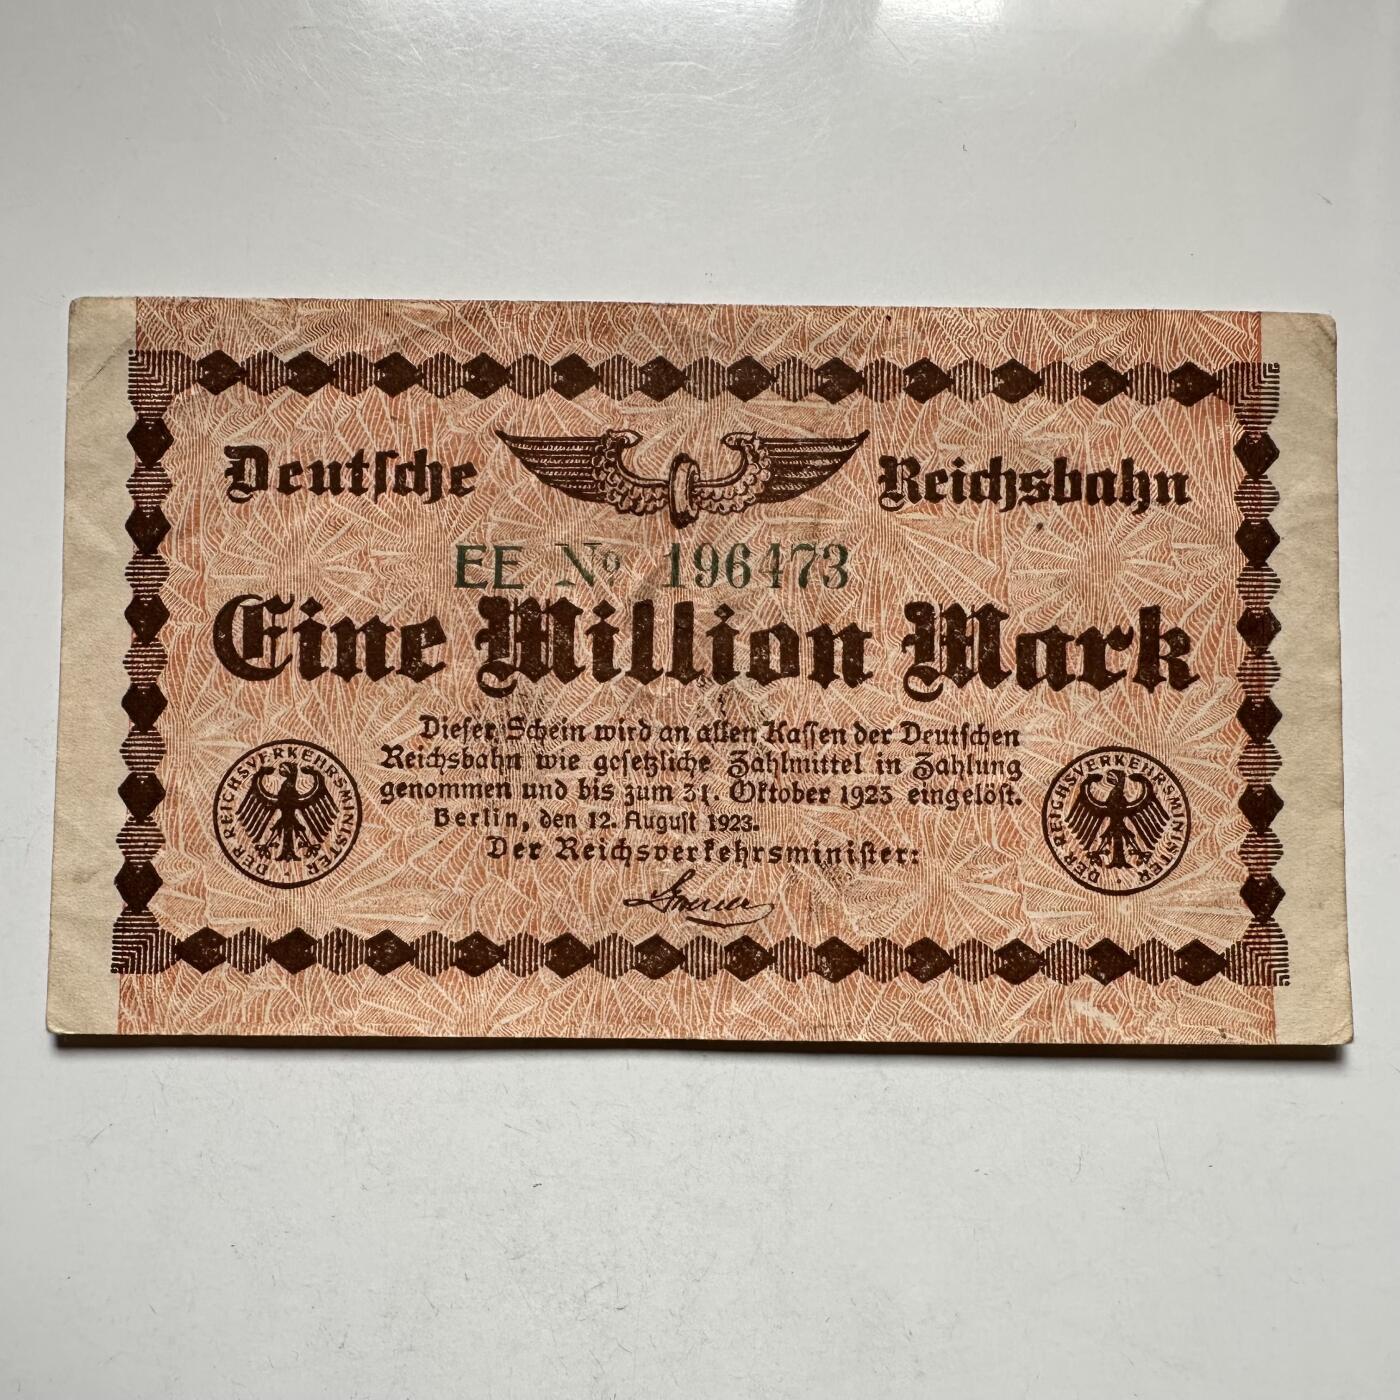 Deutsche Reichsbahn
EE No 196473
Eine Million Mark
Dieser Schein wird an allen Kassen der Deutschen
Reichsbahn wie gesetzliche Zahlmittel in Zahlung
genommen und bis zum 31. Oktober 1923 eingelöst.
Berlin, den 12. August 1923.
Der Reichsverkehrsminister:
DER REICHSVERKEHRSMINISTER
DER REICHSVERKEHRSMINISTER